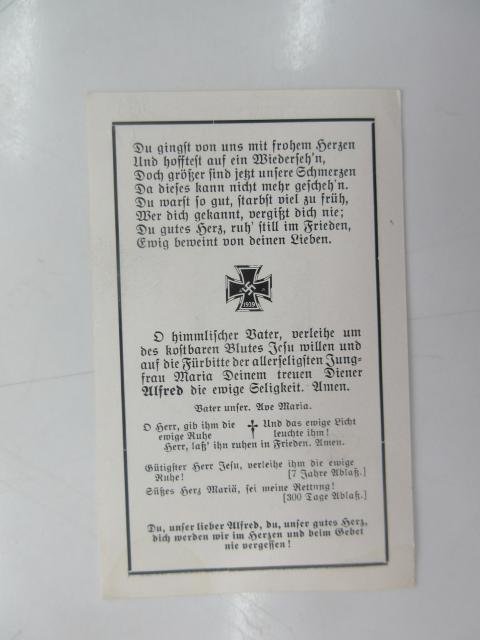 Du gingst von uns mit frohem Herzen
Und hofftest auf ein Wiederseh'n,
Doch größer sind jetzt unsere Schmerzen
Da dieses kann nicht mehr gescheh'n.
Du warst so gut, starbst viel zu früh,
Wer dich gekannt, vergißt dich nie;
Du gutes Herz, ruh' still im Frieden,
Ewig beweint von deinen Lieben.
1939
O himmlischer Vater, verleihe um
des kostbaren Blutes Jesu willen und
auf die Fürbitte der allerseligsten Jung-
frau Maria Deinem treuen Diener
Alfred die ewige Seligkeit. Amen.
Vater unser. Ave Maria.
O Herr, gib ihm die
ewige Ruhe
Und das ewige Licht
leuchte ihm!
Herr, laß' ihn ruhen in Frieden. Amen.
Gütigster Herr Jesu, verleihe ihm die ewige
Ruhe! [7 Jahre Ablaß.]
Süßes Herz Mariä, sei meine Rettung!
[300 Tage Ablaß.]
Du, unser lieber Alfred, du, unser gutes Herz,
dich werden wir im Herzen und beim Gebet
nie vergessen!